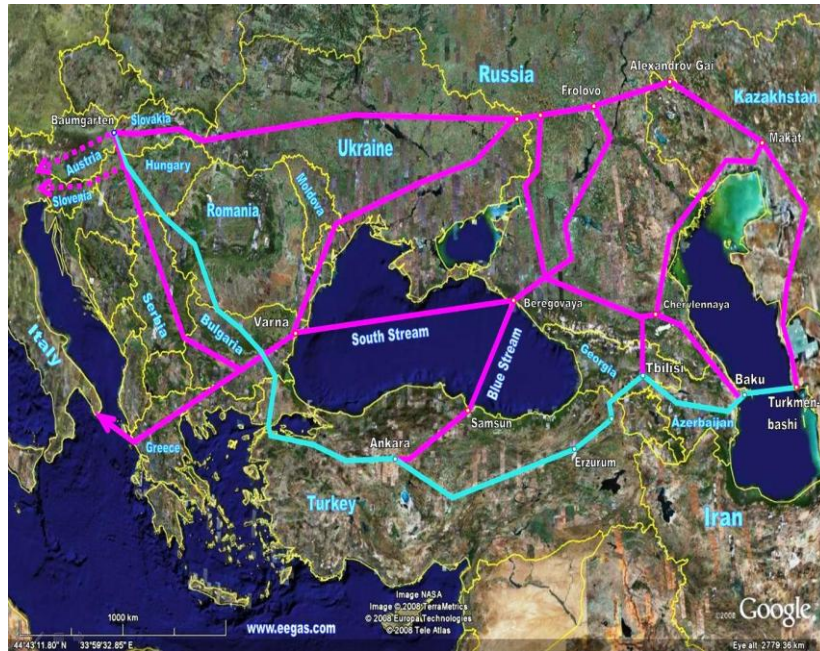 Russia
Alexandrov Gai
Frolovo
Kazakhstan
Baumgarten
Slovakia
Ukraine
Makat
Austria
Hungary
Slovenia
Romania
Moldova
Serbia
Varna
Bulgaria
Beregovaya
Chervlennaya
South Stream
Blue Stream
Italy
Georgia
Tbilisi
Baku
Turkmen-
bashi
Azerbaijan
Samsun
Greece
Ankara
Erzurum
Turkey
Iran
Image NASA
Image © 2008 TerraMetrics
© 2008 Europa Technologies
© 2008 Tele Atlas
©2008 Google
1000 km
www.eegas.com
44°43'11.80" N 33°59'32.85" E
Eye alt 2779.36 km